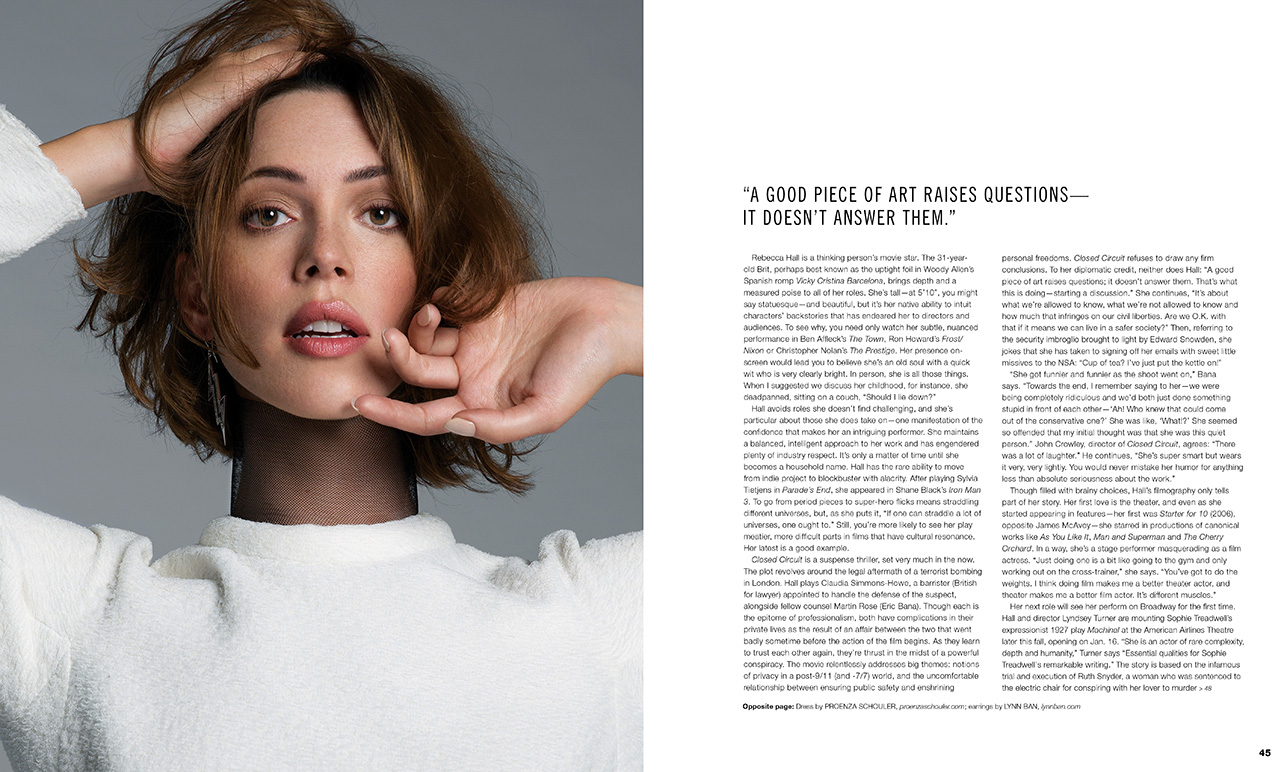 “A GOOD PIECE OF ART RAISES QUESTIONS—
IT DOESN’T ANSWER THEM.”
Rebecca Hall is a thinking person’s movie star. The 31-year-
old Brit, perhaps best known as the uptight foil in Woody Allen’s
Spanish romp Vicky Cristina Barcelona, brings depth and a
measured poise to all of her roles. She’s tall—at 5’10”, you might
say statuesque—and beautiful, but it’s her native ability to intuit
characters’ backstories that has endeared her to directors and
audiences. To see why, you need only watch her subtle, nuanced
performance in Ben Affleck’s The Town, Ron Howard’s Frost/
Nixon or Christopher Nolan’s The Prestige. Her presence on-
screen would lead you to believe she’s an old soul with a quick
wit who is very clearly bright. In person, she is all those things.
When I suggested we discuss her childhood, for instance, she
deadpanned, sitting on a couch, “Should I lie down?”
Hall avoids roles she doesn’t find challenging, and she’s
particular about those she does take on—one manifestation of the
confidence that makes her an intriguing performer. She maintains
a balanced, intelligent approach to her work and has engendered
plenty of industry respect. It’s only a matter of time until she
becomes a household name. Hall has the rare ability to move
from indie project to blockbuster with alacrity. After playing Sylvia
Tietjens in Parade’s End, she appeared in Shane Black’s Iron Man
3. To go from period pieces to super-hero flicks means straddling
different universes, but, as she puts it, “If one can straddle a lot of
universes, one ought to.” Still, you’re more likely to see her play
meatier, more difficult parts in films that have cultural resonance.
Her latest is a good example.
Closed Circuit is a suspense thriller, set very much in the now.
The plot revolves around the legal aftermath of a terrorist bombing
in London. Hall plays Claudia Simmons-Howe, a barrister (British
for lawyer) appointed to handle the defense of the suspect,
alongside fellow counsel Martin Rose (Eric Bana). Though each is
the epitome of professionalism, both have complications in their
private lives as the result of an affair between the two that went
badly sometime before the action of the film begins. As they learn
to trust each other again, they’re thrust in the midst of a powerful
conspiracy. The movie relentlessly addresses big themes: notions
of privacy in a post-9/11 (and -7/7) world, and the uncomfortable
relationship between ensuring public safety and enshrining
personal freedoms. Closed Circuit refuses to draw any firm
conclusions. To her diplomatic credit, neither does Hall: “A good
piece of art raises questions; it doesn’t answer them. That’s what
this is doing—starting a discussion.” She continues, “It’s about
what we’re allowed to know, what we’re not allowed to know and
how much that infringes on our civil liberties. Are we O.K. with
that if it means we can live in a safer society?” Then, referring to
the security imbroglio brought to light by Edward Snowden, she
jokes that she has taken to signing off her emails with sweet little
missives to the NSA: “Cup of tea? I’ve just put the kettle on!”
“She got funnier and funnier as the shoot went on,” Bana
says. “Towards the end, I remember saying to her—we were
being completely ridiculous and we’d both just done something
stupid in front of each other—‘Ah! Who knew that could come
out of the conservative one?’ She was like, ‘What!?’ She seemed
so offended that my initial thought was that she was this quiet
person.” John Crowley, director of Closed Circuit, agrees: “There
was a lot of laughter.” He continues, “She’s super smart but wears
it very, very lightly. You would never mistake her humor for anything
less than absolute seriousness about the work.”
Though filled with brainy choices, Hall’s filmography only tells
part of her story. Her first love is the theater, and even as she
started appearing in features—her first was Starter for 10 (2006),
opposite James McAvoy—she starred in productions of canonical
works like As You Like It, Man and Superman and The Cherry
Orchard. In a way, she’s a stage performer masquerading as a film
actress. “Just doing one is a bit like going to the gym and only
working out on the cross-trainer,” she says. “You’ve got to do the
weights. I think doing film makes me a better theater actor, and
theater makes me a better film actor. It’s different muscles.”
Her next role will see her perform on Broadway for the first time.
Hall and director Lyndsey Turner are mounting Sophie Treadwell’s
expressionist 1927 play Machinal at the American Airlines Theatre
later this fall, opening on Jan. 16. “She is an actor of rare complexity,
depth and humanity,” Turner says “Essential qualities for Sophie
Treadwell’s remarkable writing.” The story is based on the infamous
trial and execution of Ruth Snyder, a woman who was sentenced to
the electric chair for conspiring with her lover to murder > 48
Opposite page: Dress by PROENZA SCHOULER, proenzaschouler.com; earrings by LYNN BAN, lynnban.com
45